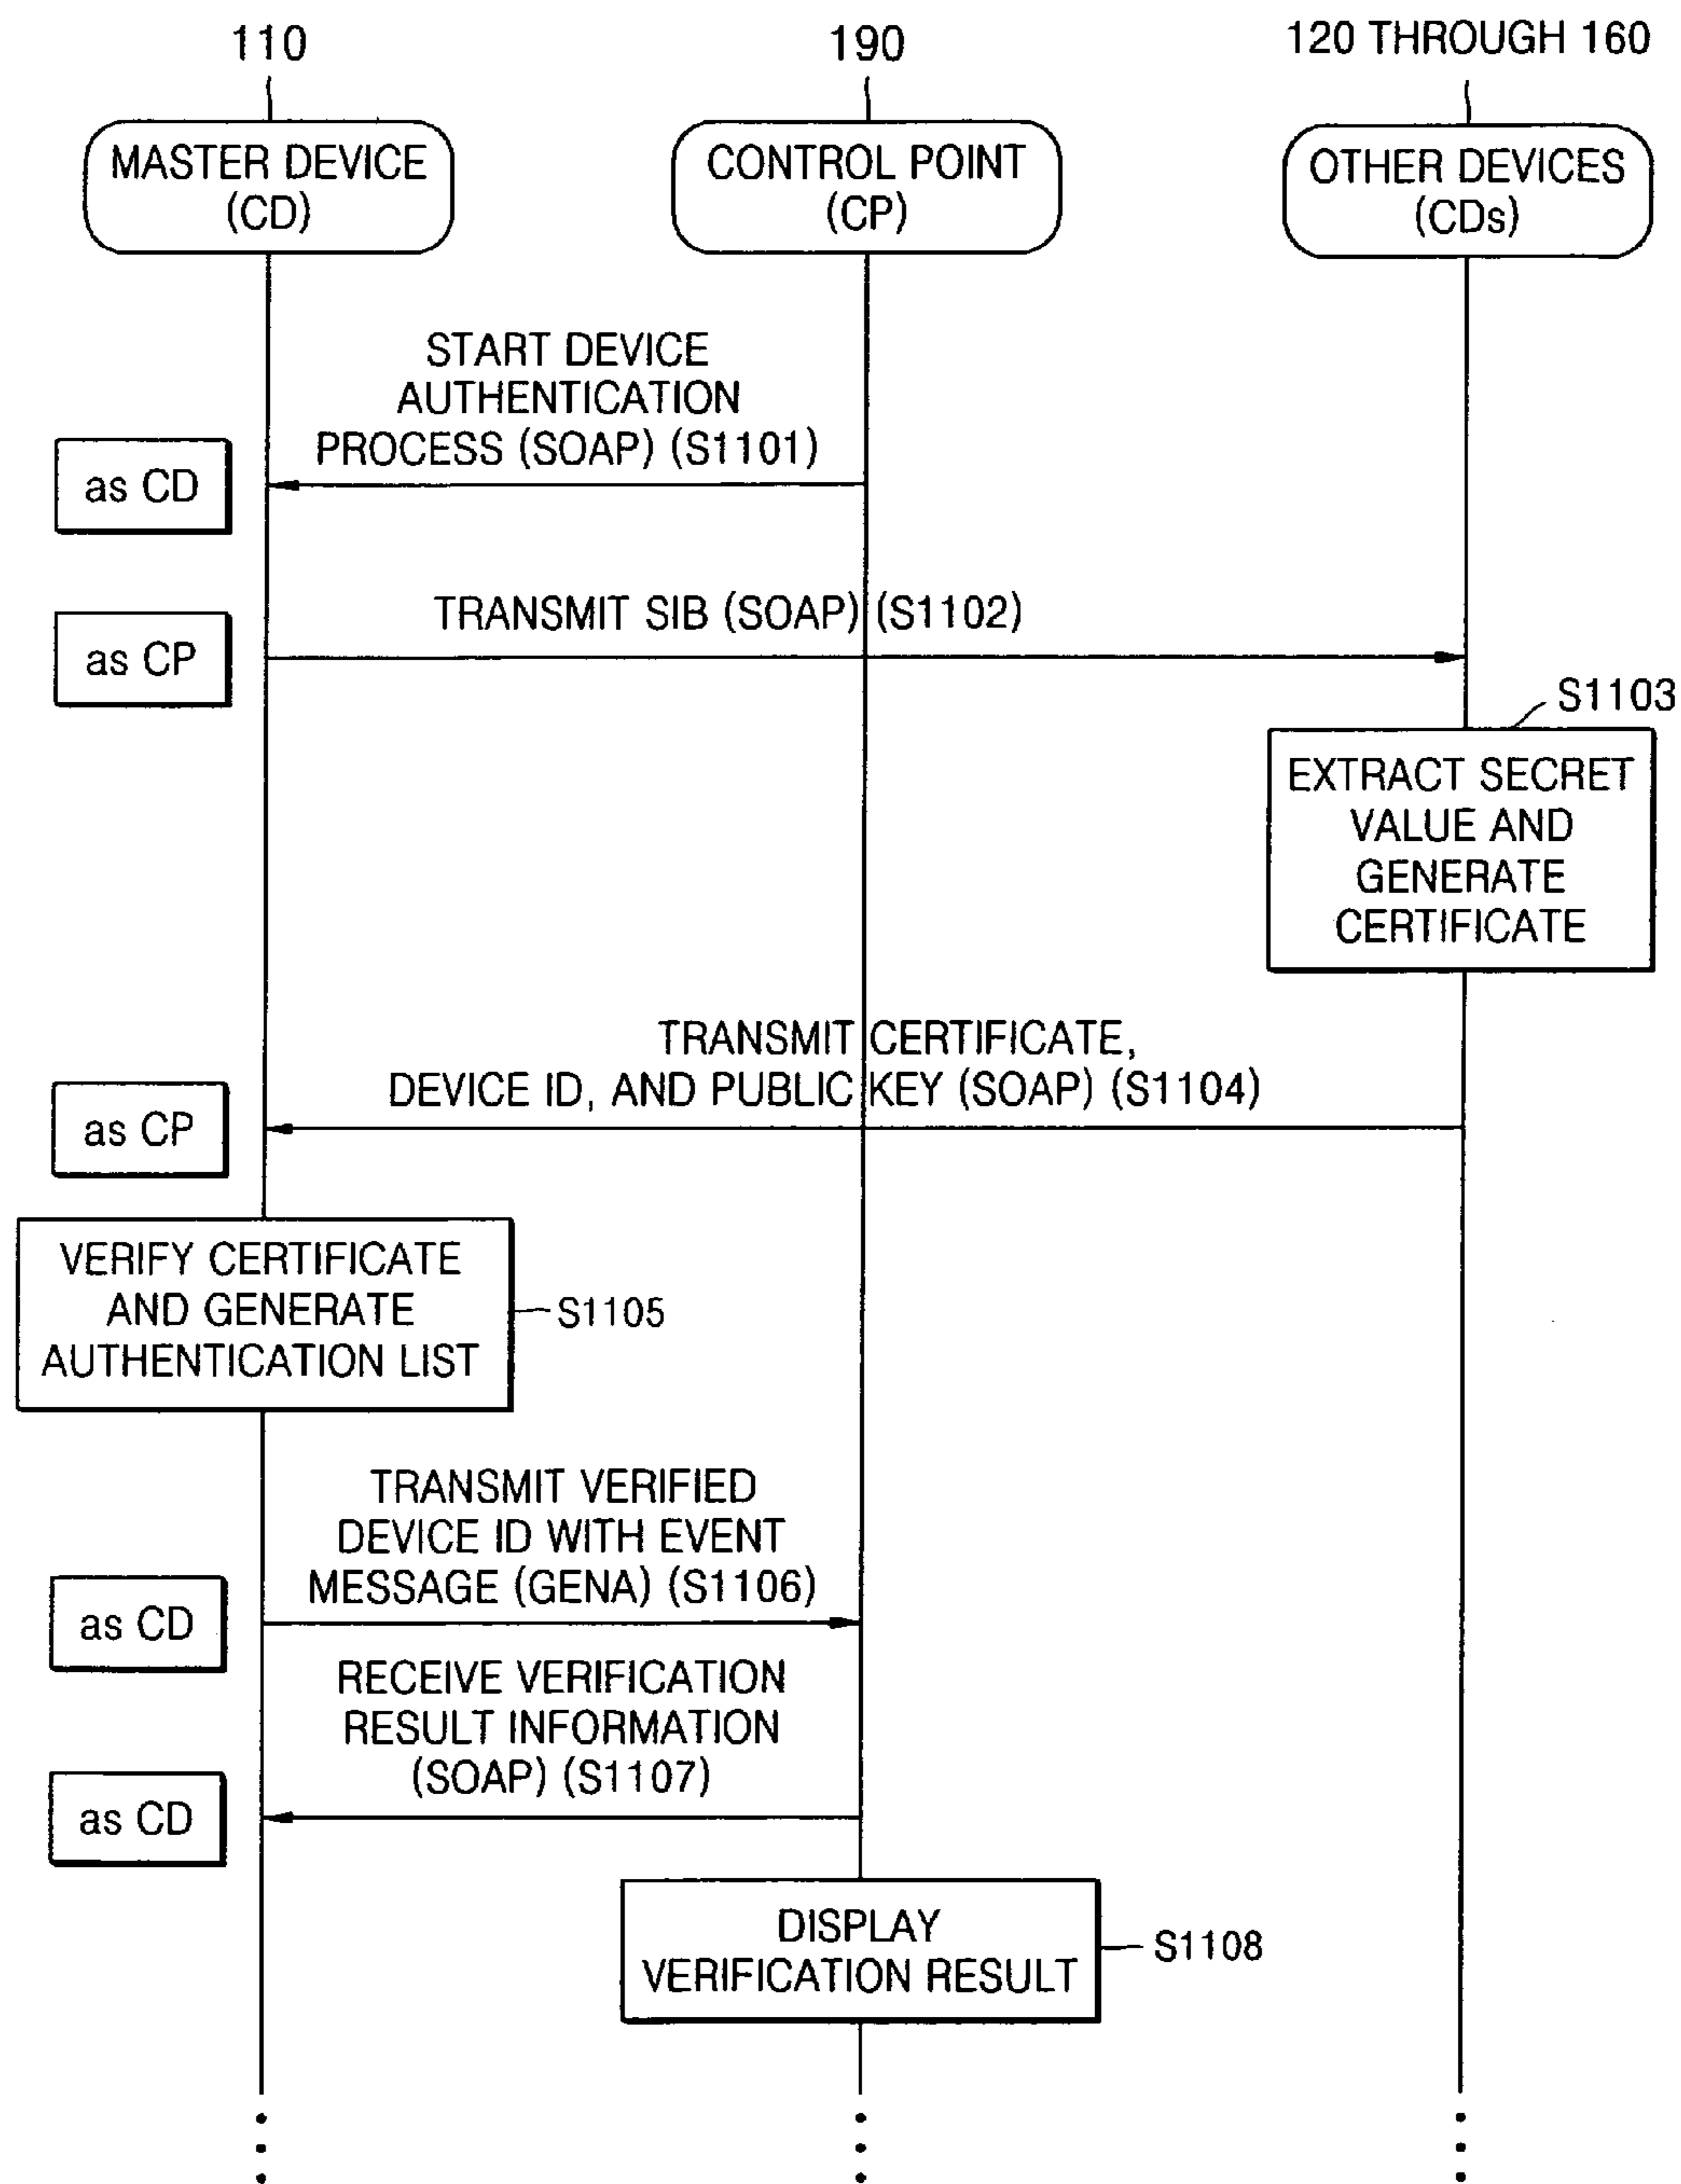 110
190
120 THROUGH 160
MASTER DEVICE
(CD)
CONTROL POINT
(CP)
OTHER DEVICES
(CDs)
START DEVICE
AUTHENTICATION
PROCESS (SOAP) (S1101)
as CD
TRANSMIT SIB (SOAP) (S1102)
as CP
S1103
EXTRACT SECRET
VALUE AND
GENERATE
CERTIFICATE
TRANSMIT CERTIFICATE,
DEVICE ID, AND PUBLIC KEY (SOAP) (S1104)
as CP
VERIFY CERTIFICATE
AND GENERATE
AUTHENTICATION LIST
S1105
TRANSMIT VERIFIED
DEVICE ID WITH EVENT
MESSAGE (GENA) (S1106)
as CD
RECEIVE VERIFICATION
RESULT INFORMATION
(SOAP) (S1107)
as CD
DISPLAY
VERIFICATION RESULT
S1108